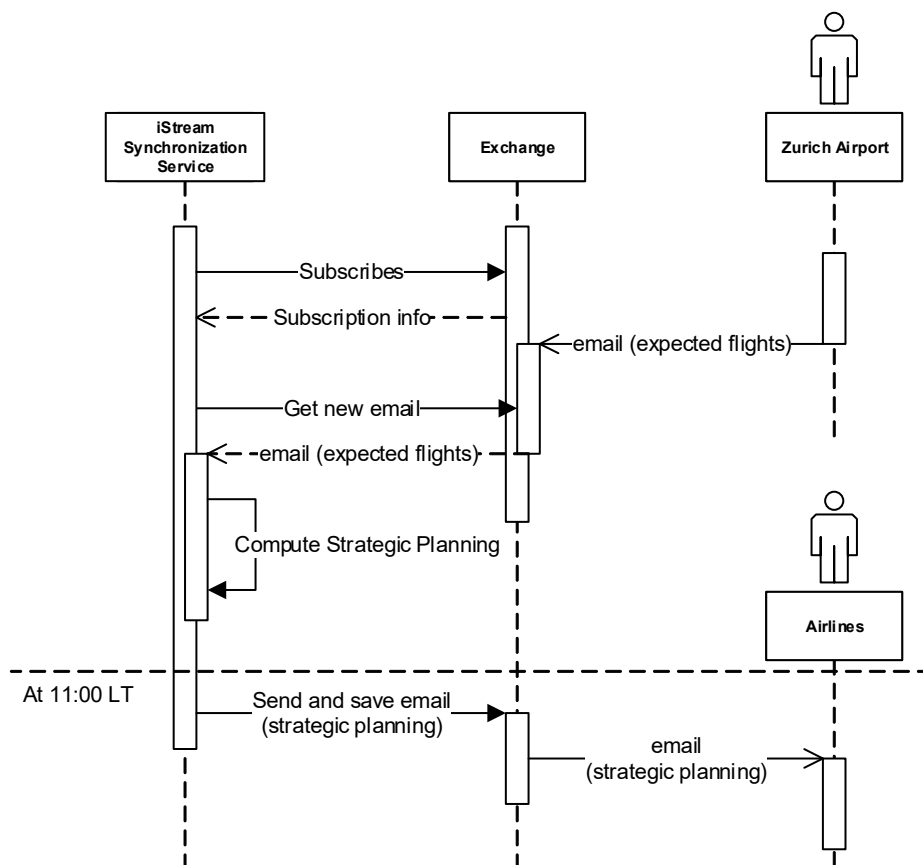 iStream
Synchronization
Service
Exchange
Zurich Airport
Subscribes
Subscription info
email (expected flights)
Get new email
email (expected flights)
Compute Strategic Planning
Airlines
At 11:00 LT
Send and save email
(strategic planning)
email
(strategic planning)